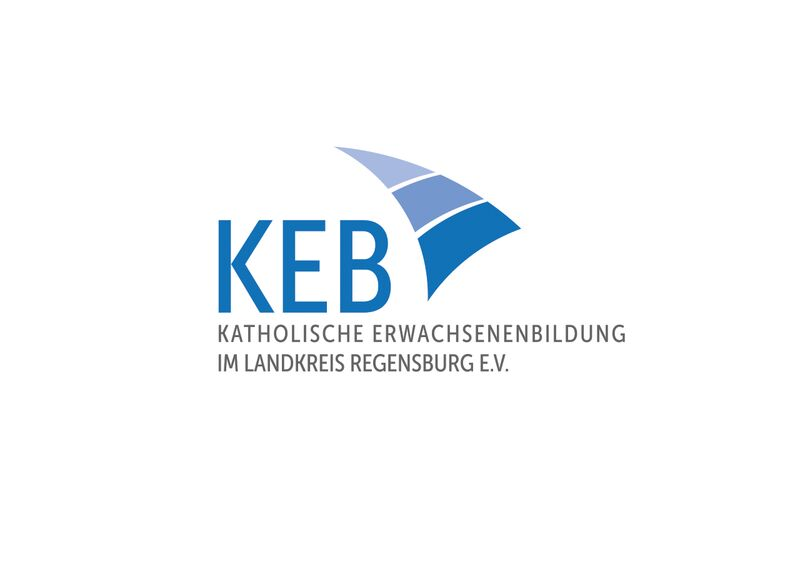 KEB
KATHOLISCHE ERWACHSENENBILDUNG
IM LANDKREIS REGENSBURG E.V.